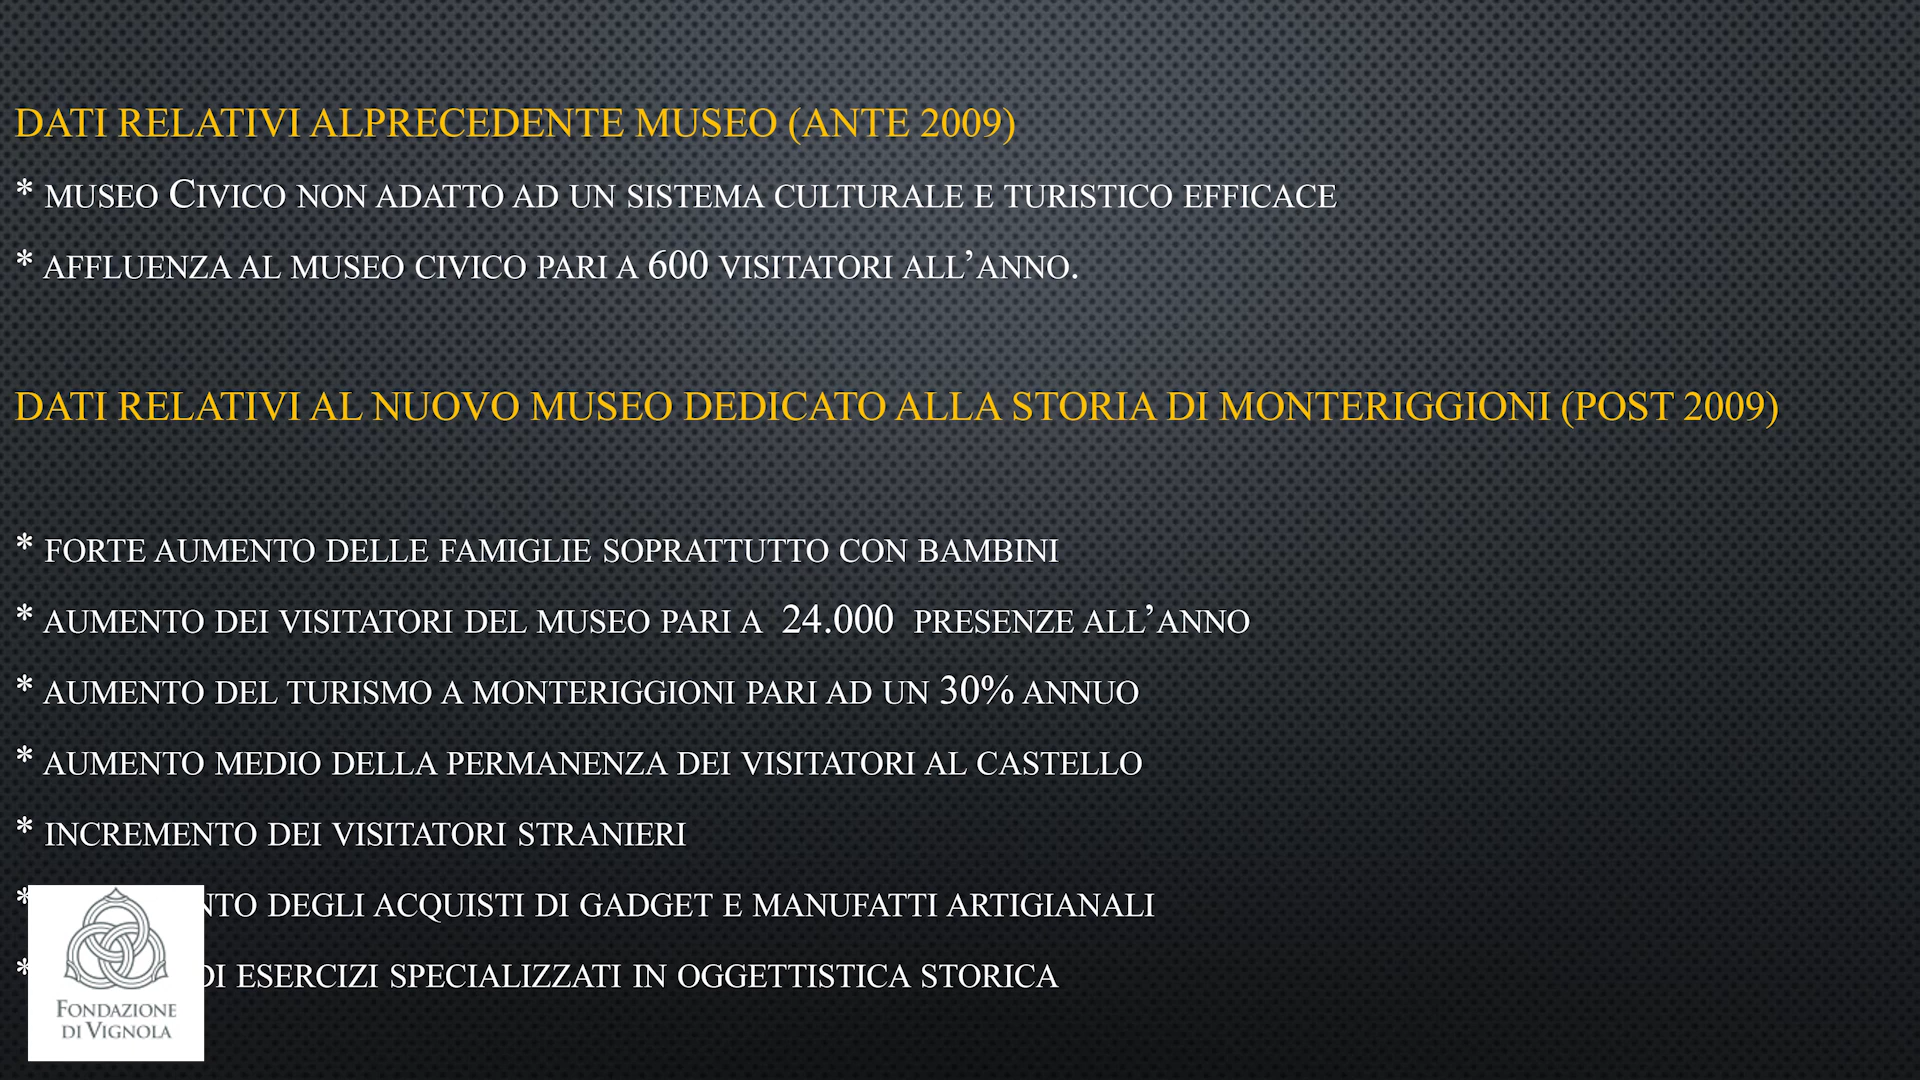 DATI RELATIVI ALPRECEDENTE MUSEO (ANTE 2009)
* MUSEO CIVICO NON ADATTO AD UN SISTEMA CULTURALE E TURISTICO EFFICACE
* AFFLUENZA AL MUSEO CIVICO PARI A 600 VISITATORI ALL’ANNO.
DATI RELATIVI AL NUOVO MUSEO DEDICATO ALLA STORIA DI MONTERIGGIONI (POST 2009)
* FORTE AUMENTO DELLE FAMIGLIE SOPRATTUTTO CON BAMBINI
* AUMENTO DEI VISITATORI DEL MUSEO PARI A 24.000 PRESENZE ALL’ANNO
* AUMENTO DEL TURISMO A MONTERIGGIONI PARI AD UN 30% ANNUO
* AUMENTO MEDIO DELLA PERMANENZA DEI VISITATORI AL CASTELLO
* INCREMENTO DEI VISITATORI STRANIERI
* DEGLI ACQUISTI DI GADGET E MANUFATTI ARTIGIANALI
* DI ESERCIZI SPECIALIZZATI IN OGGETTISTICA STORICA
FONDAZIONE
DI VIGNOLA